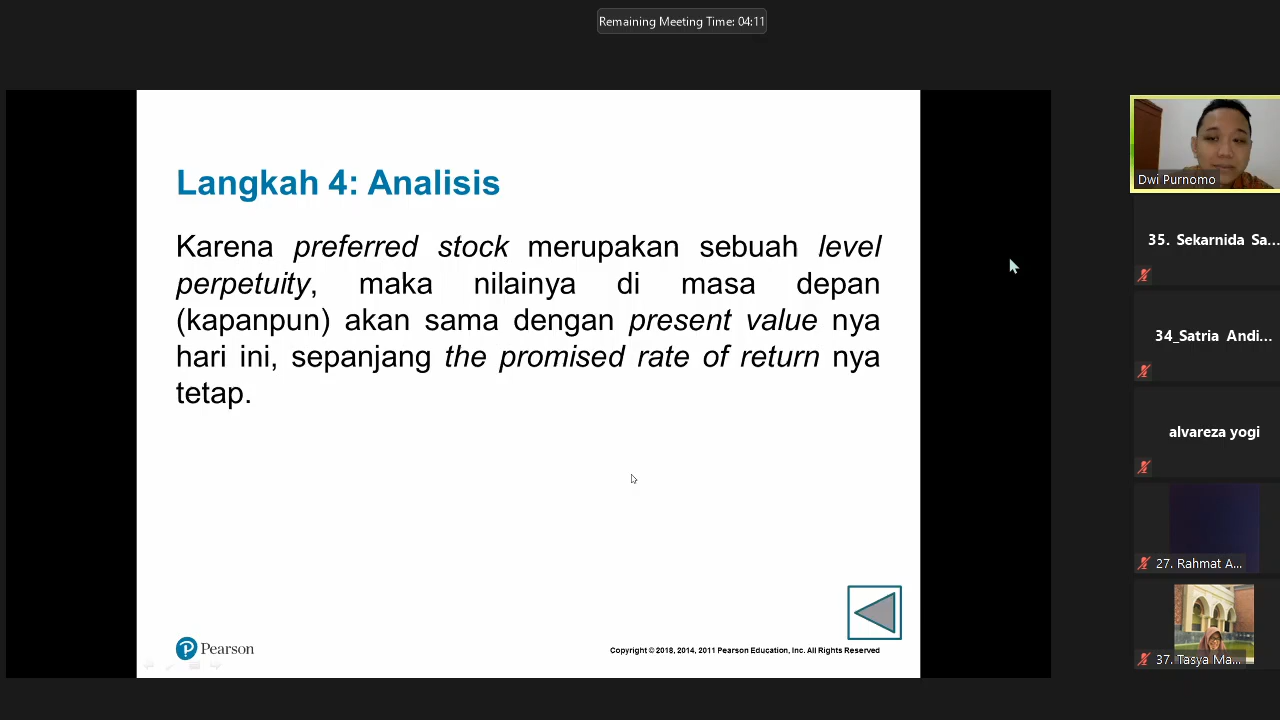 Remaining Meeting Time: 04:11
Langkah 4: Analisis
Karena preferred stock merupakan sebuah level
perpetuity, maka nilainya di masa depan
(kapanpun) akan sama dengan present value nya
hari ini, sepanjang the promised rate of return nya
tetap.
Pearson
Copyright © 2018, 2014, 2011 Pearson Education, Inc. All Rights Reserved
Dwi Purnomo
35. Sekarnida Sa...
34_Satria Andi...
alvareza yogi
27. Rahmat A...
37. Tasya Ma...